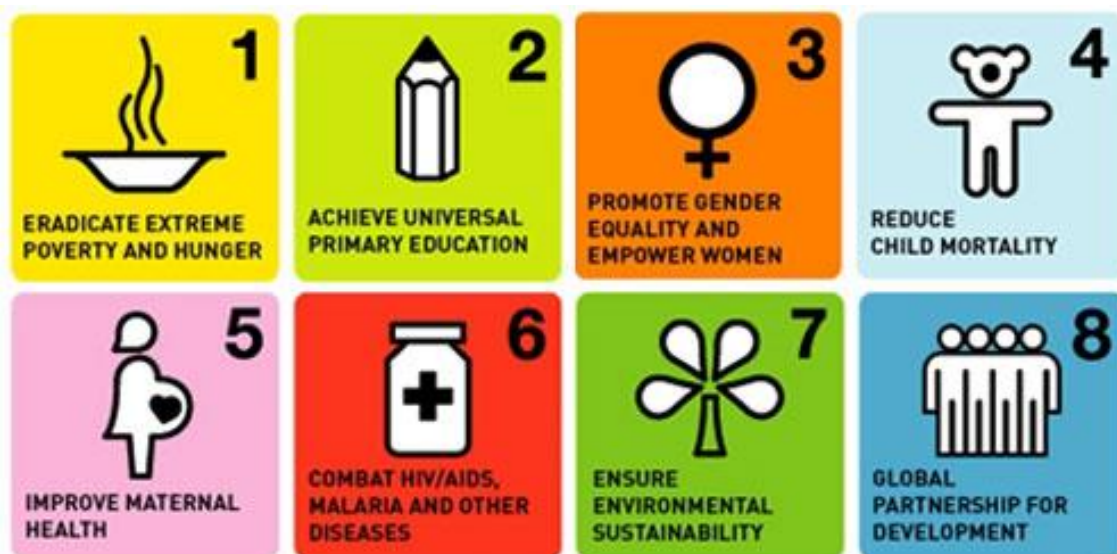 1
ERADICATE EXTREME
POVERTY AND HUNGER
2
ACHIEVE UNIVERSAL
PRIMARY EDUCATION
3
PROMOTE GENDER
EQUALITY AND
EMPOWER WOMEN
4
REDUCE
CHILD MORTALITY
5
IMPROVE MATERNAL
HEALTH
6
COMBAT HIV/AIDS,
MALARIA AND OTHER
DISEASES
7
ENSURE
ENVIRONMENTAL
SUSTAINABILITY
8
GLOBAL
PARTNERSHIP FOR
DEVELOPMENT